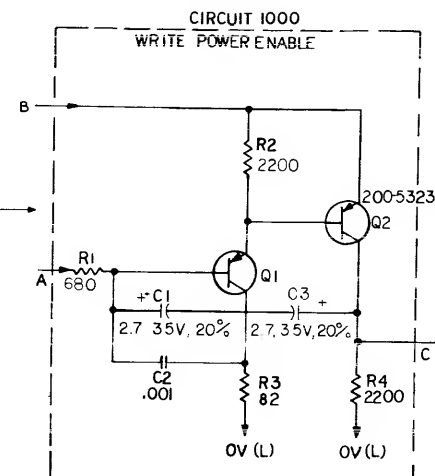 CIRCUIT 1000
WRITE POWER ENABLE
B
R2
2200
200-5323
Q2
R1
680
A
Q1
+ C1
2.7 35V, 20%
C3 +
2.7, 35V, 20%
C
C2
.001
R3
82
R4
2200
0V (L)
0V (L)